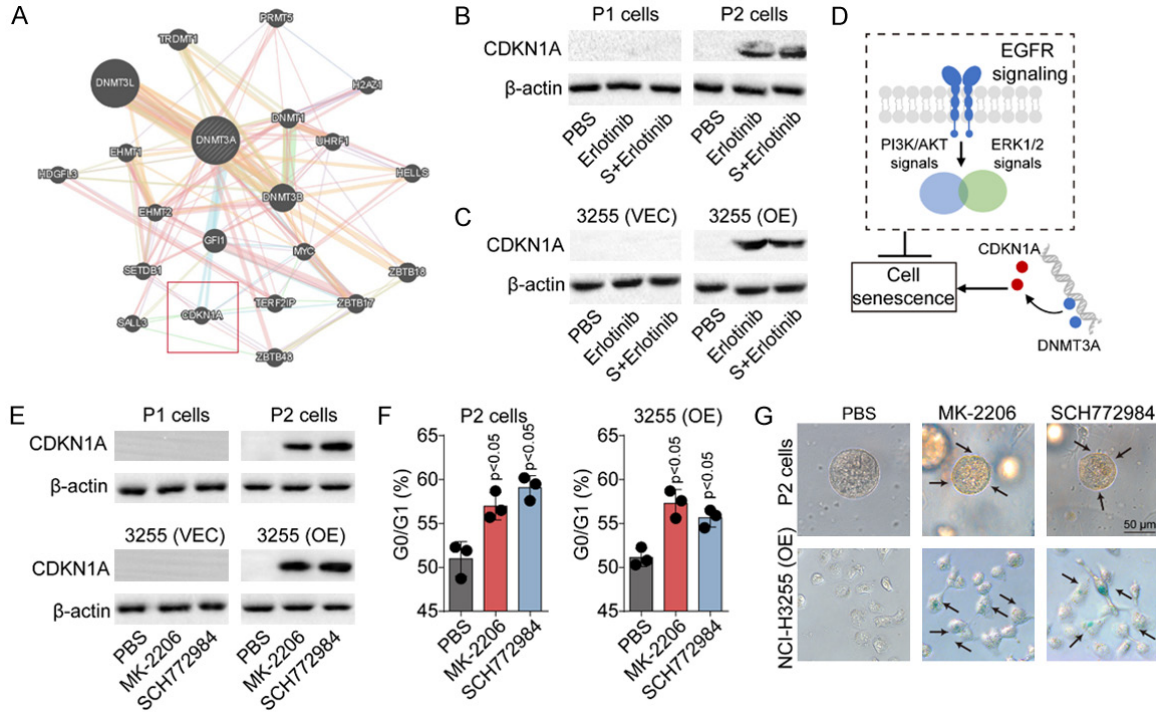 A
PRMT5
TRDMT1
DNMT3L
H2AZ1
DNMT1
DNMT3A
UHRF1
EHMT1
HDGFL3
HELLS
DNMT3B
EHMT2
GFI1
MYC
SETDB1
ZBTB18
TERF2IP
ZBTB17
CDKN1A
SALL3
ZBTB48
B
P1 cells
P2 cells
CDKN1A
β-actin
PBS
Erlotinib
S+Erlotinib
PBS
Erlotinib
S+Erlotinib
C
3255 (VEC)
3255 (OE)
CDKN1A
β-actin
PBS
Erlotinib
S+Erlotinib
PBS
Erlotinib
S+Erlotinib
D
EGFR
signaling
PI3K/AKT
signals
ERK1/2
signals
CDKN1A
Cell
senescence
DNMT3A
E
P1 cells
P2 cells
CDKN1A
β-actin
3255 (VEC)
3255 (OE)
CDKN1A
β-actin
PBS
MK-2206
SCH772984
PBS
MK-2206
SCH772984
F
P2 cells
G0/G1 (%)
65
60
55
50
45
p<0.05
p<0.05
PBS
MK-2206
SCH772984
3255 (OE)
G0/G1 (%)
65
60
55
50
45
p<0.05
p<0.05
PBS
MK-2206
SCH772984
G
PBS
MK-2206
SCH772984
P2 cells
50 μm
NCI-H3255 (OE)